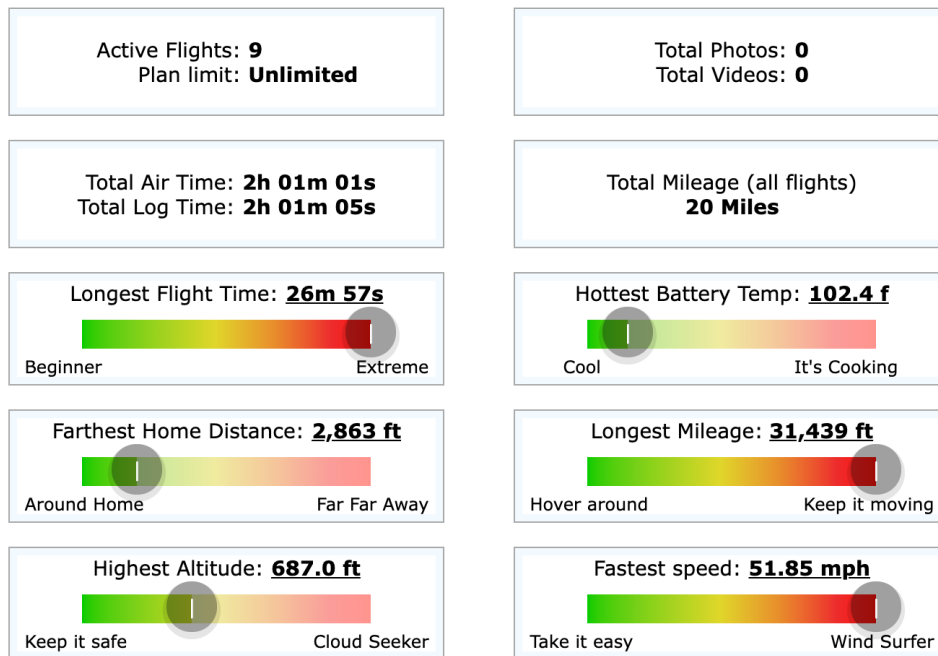 Active Flights: 9
Plan limit: Unlimited
Total Photos: 0
Total Videos: 0
Total Air Time: 2h 01m 01s
Total Log Time: 2h 01m 05s
Total Mileage (all flights)
20 Miles
Longest Flight Time: 26m 57s
Beginner
Extreme
Hottest Battery Temp: 102.4 f
Cool
It's Cooking
Farthest Home Distance: 2,863 ft
Around Home
Far Far Away
Longest Mileage: 31,439 ft
Hover around
Keep it moving
Highest Altitude: 687.0 ft
Keep it safe
Cloud Seeker
Fastest speed: 51.85 mph
Take it easy
Wind Surfer